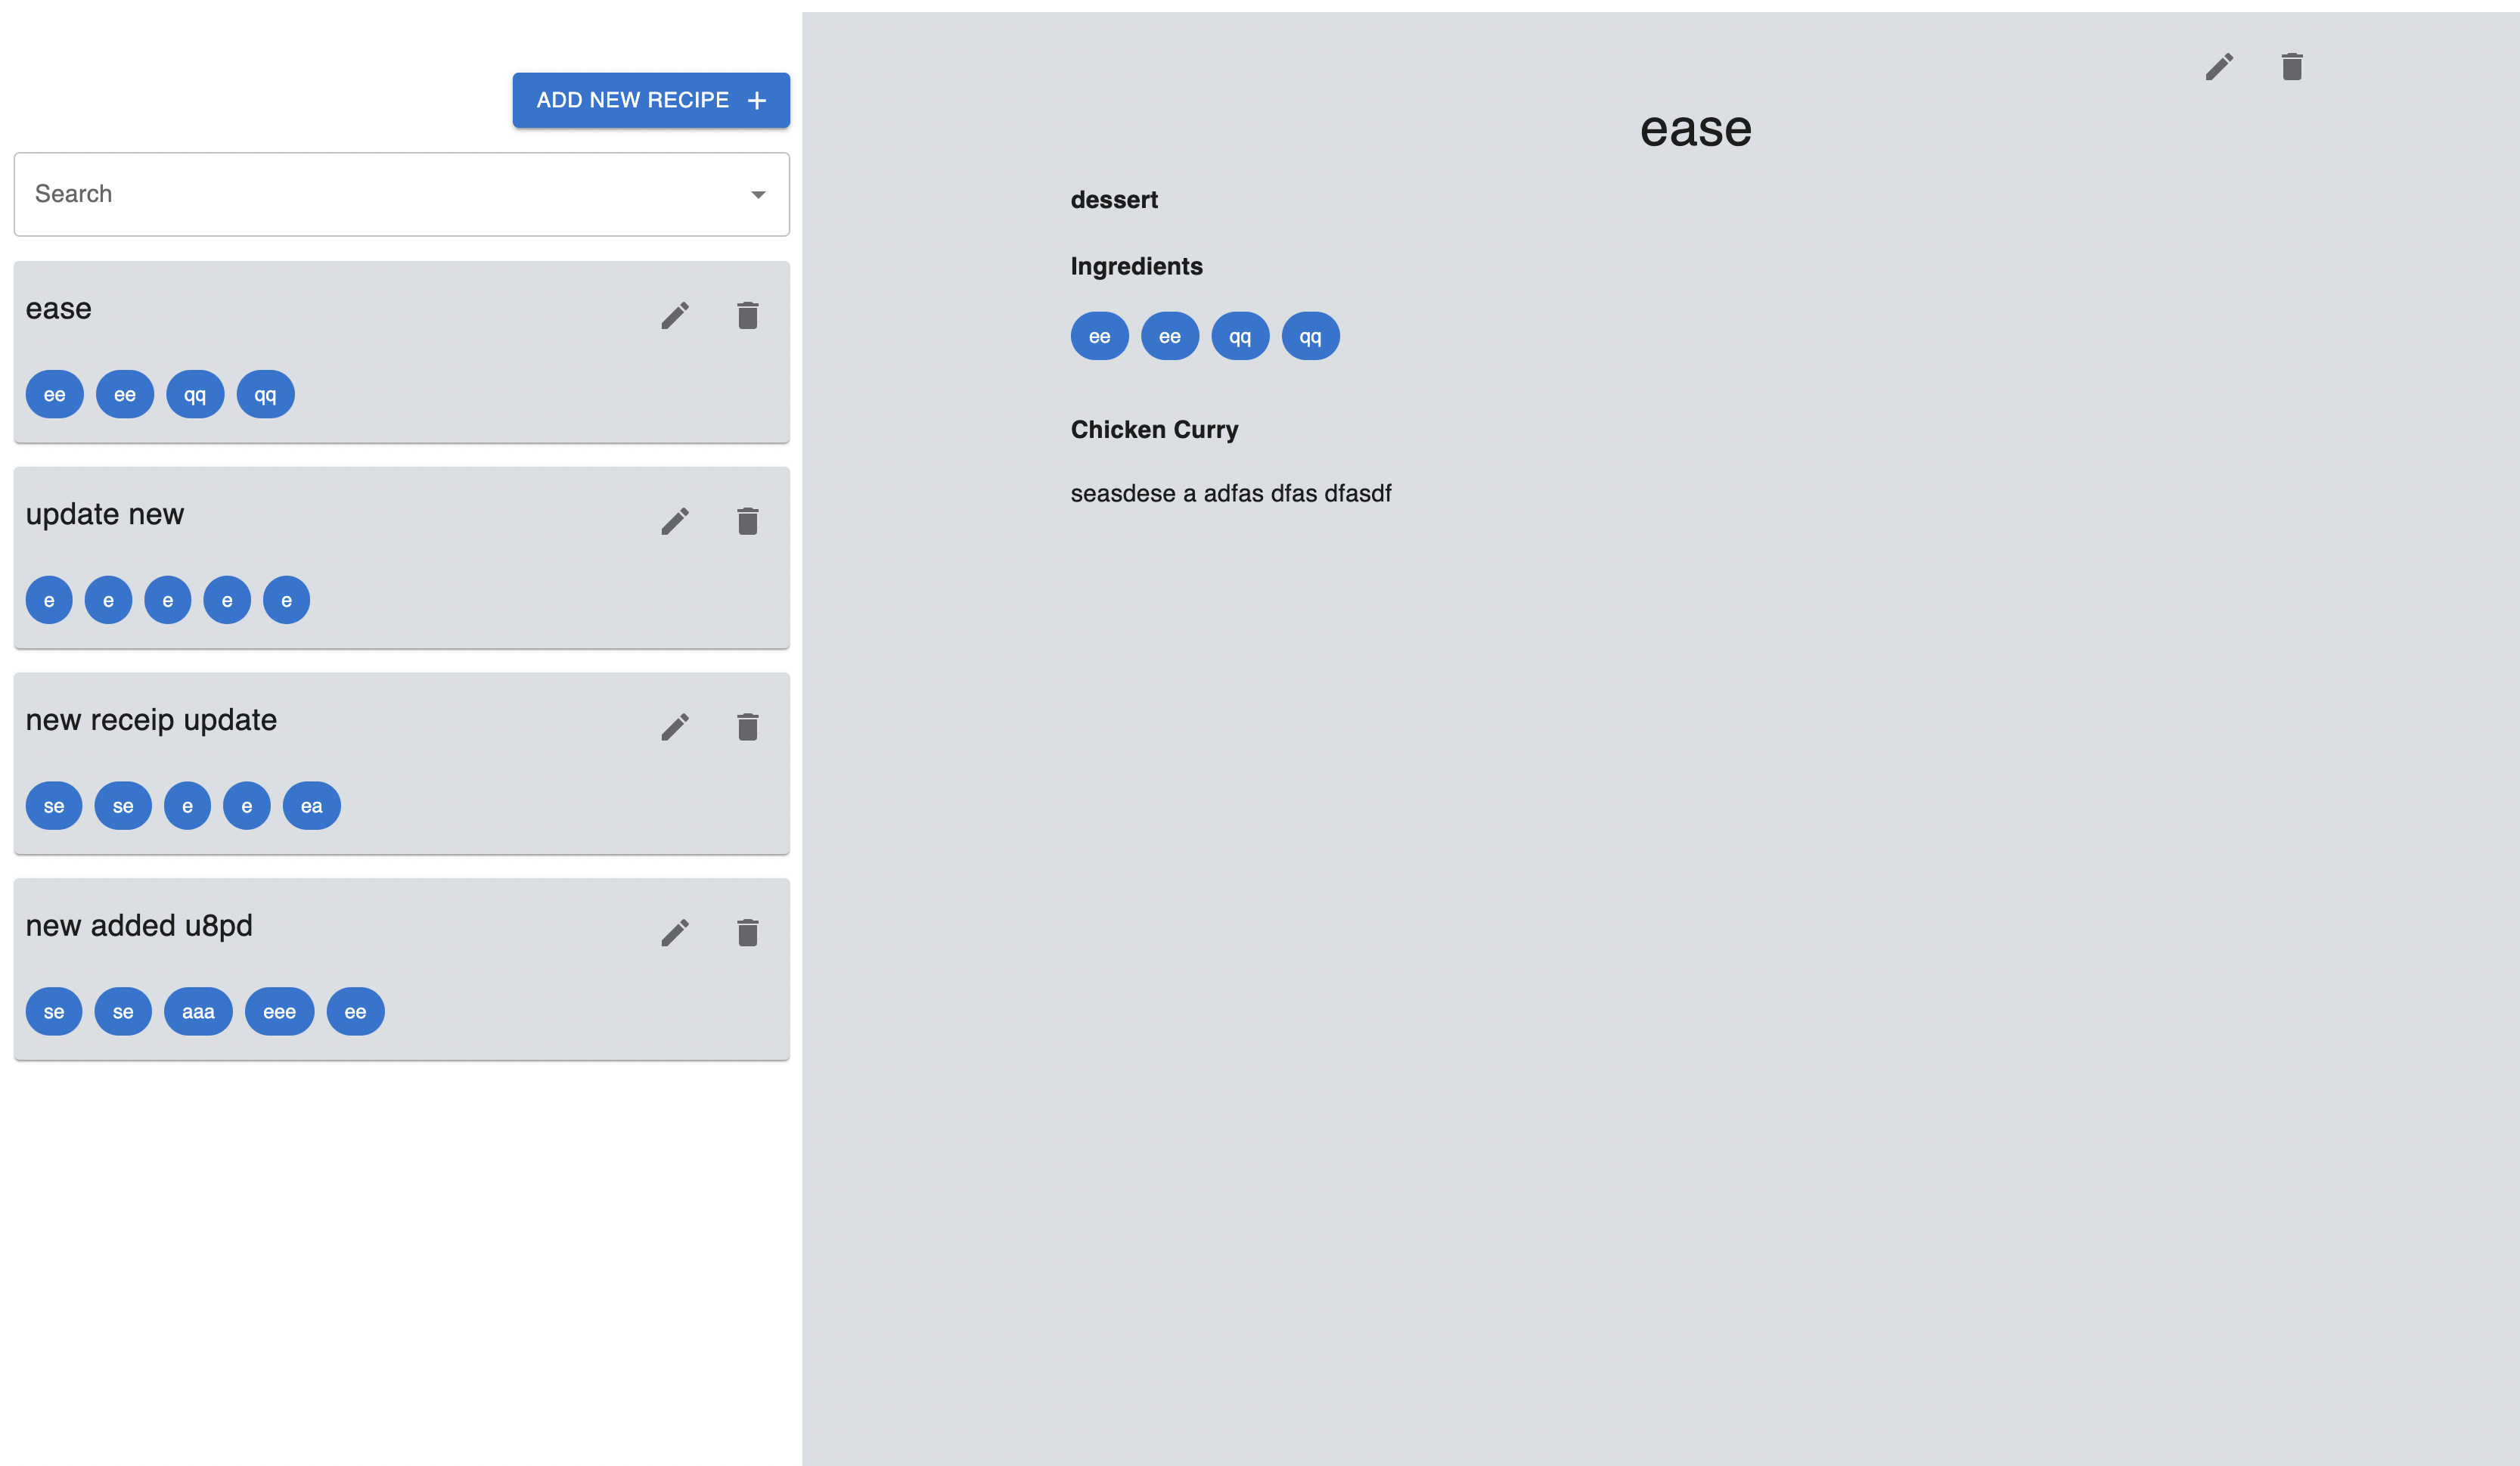 ADD NEW RECIPE
Search
ease
ee ee qq qq
update new
e e e e e
new receip update
se se e e ea
new added u8pd
se se aaa eee ee
ease
dessert
Ingredients
ee ee qq qq
Chicken Curry
seasdese a adfas dfas dfasdf